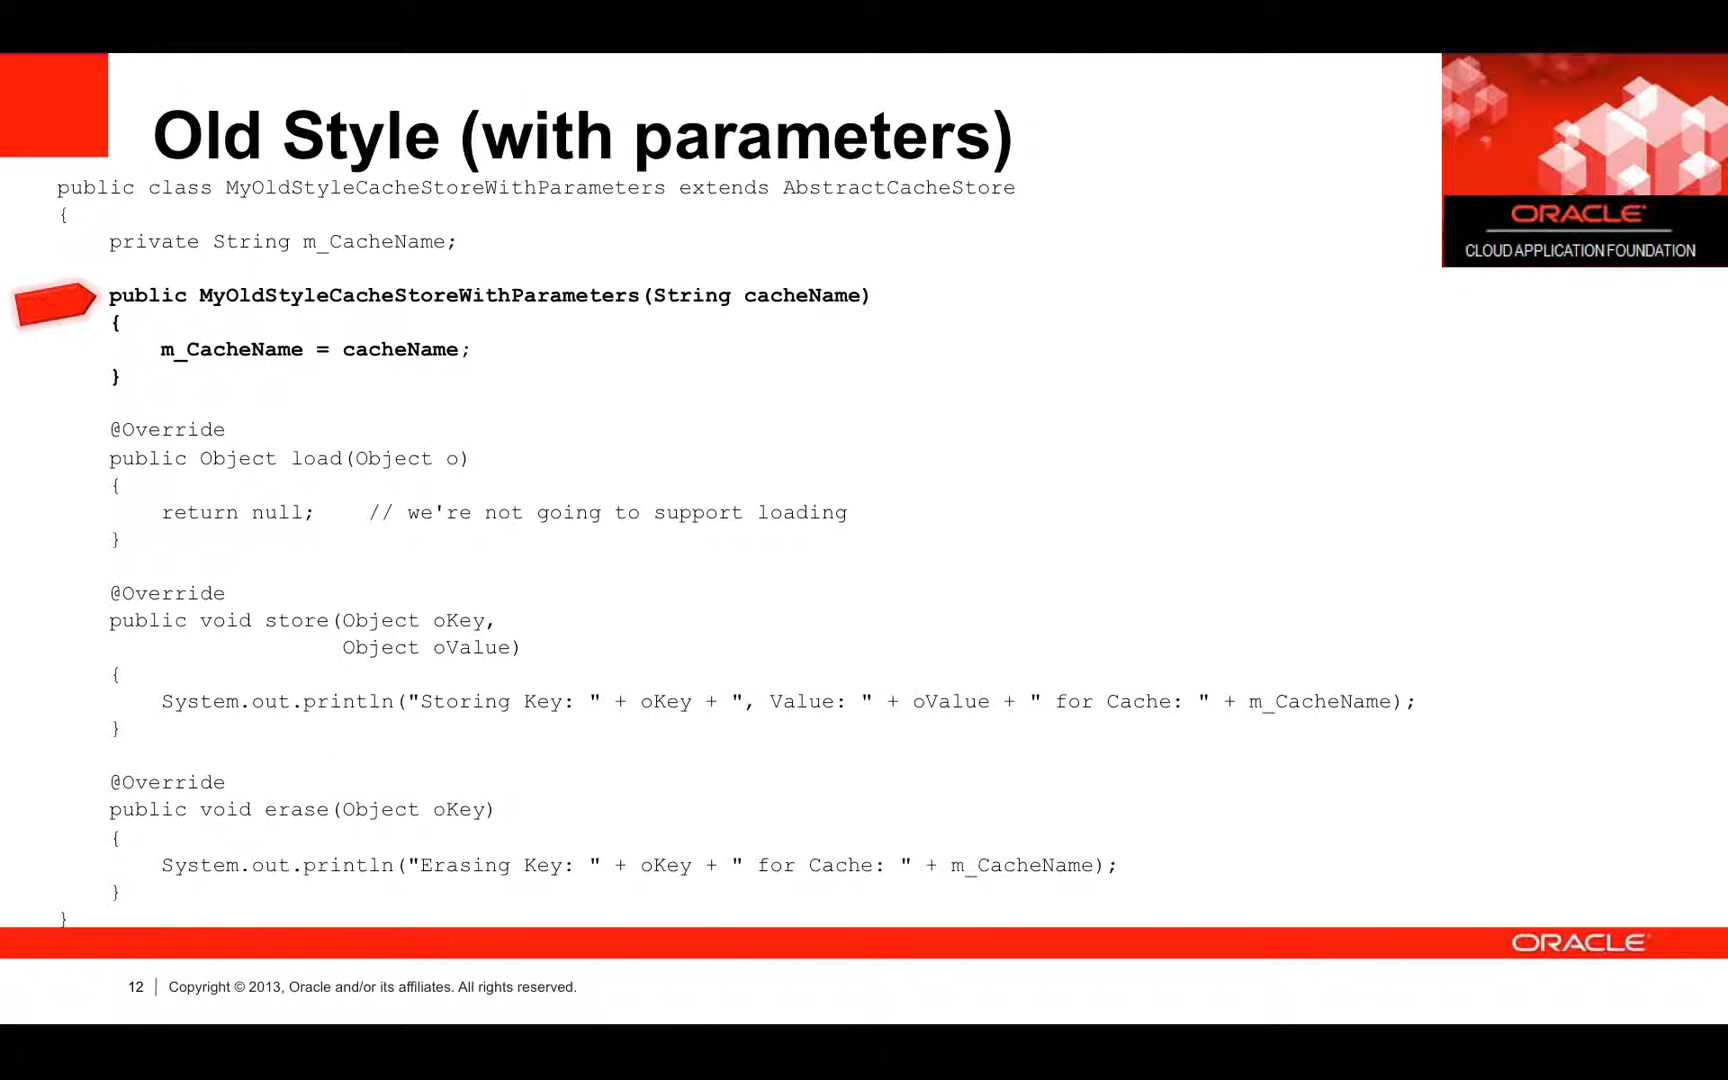 Old Style (with parameters)
ORACLE
CLOUD APPLICATION FOUNDATION
public class MyOldStyleCacheStoreWithParameters extends AbstractCacheStore
{
    private String m_CacheName;
    public MyOldStyleCacheStoreWithParameters(String cacheName)
    {
        m_CacheName = cacheName;
    }
    @Override
    public Object load(Object o)
    {
        return null;    // we're not going to support loading
    }
    @Override
    public void store(Object oKey,
                      Object oValue)
    {
        System.out.println("Storing Key: " + oKey + ", Value: " + oValue + " for Cache: " + m_CacheName);
    }
    @Override
    public void erase(Object oKey)
    {
        System.out.println("Erasing Key: " + oKey + " for Cache: " + m_CacheName);
    }
}
ORACLE
12 | Copyright © 2013, Oracle and/or its affiliates. All rights reserved.